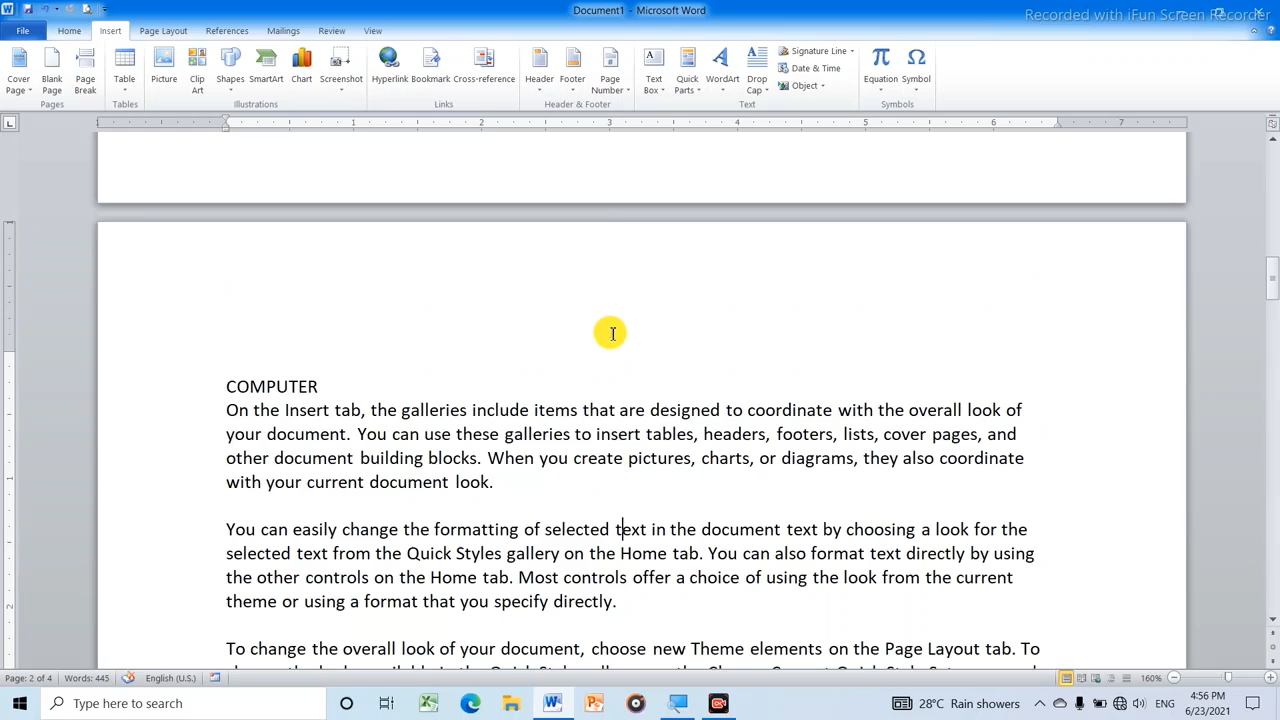 Document1 - Microsoft Word
Recorded with iFun Screen Recorder
File Home Insert Page Layout References Mailings Review View
Cover Page Blank Page Page Break Table Picture Clip Art Shapes SmartArt Chart Screenshot Hyperlink Bookmark Cross-reference Header Footer Page Number Text Box Quick Parts WordArt Drop Cap Signature Line Date & Time Object Equation Symbol
Pages Tables Illustrations Links Header & Footer Text Symbols
1 2 3 4 5 6 7
COMPUTER
On the Insert tab, the galleries include items that are designed to coordinate with the overall look of
your document. You can use these galleries to insert tables, headers, footers, lists, cover pages, and
other document building blocks. When you create pictures, charts, or diagrams, they also coordinate
with your current document look.
You can easily change the formatting of selected text in the document text by choosing a look for the
selected text from the Quick Styles gallery on the Home tab. You can also format text directly by using
the other controls on the Home tab. Most controls offer a choice of using the look from the current
theme or using a format that you specify directly.
To change the overall look of your document, choose new Theme elements on the Page Layout tab. To
Page: 2 of 4 Words: 445 English (U.S.) 160%
Type here to search
28°C Rain showers ENG 4:56 PM
6/23/2021